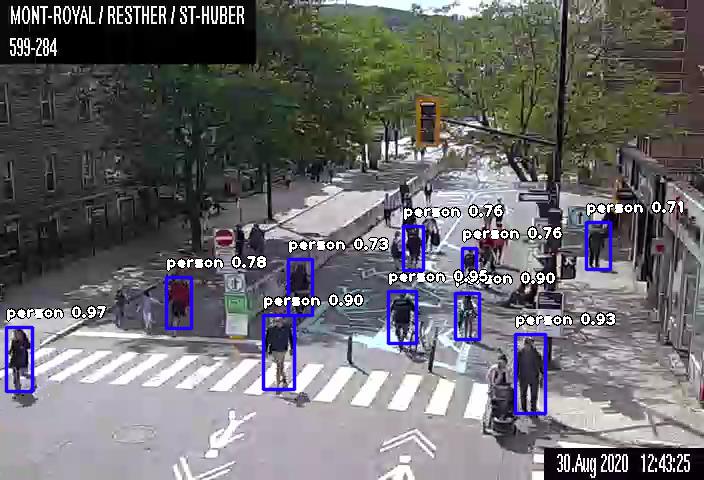 MONT-ROYAL / RESTHER / ST-HUBER
599-284
person 0.71
person 0.76
person 0.76
person 0.73
person 0.78
person 0.95
person 0.90
person 0.90
person 0.97
person 0.93
30.Aug 2020 12:43:25